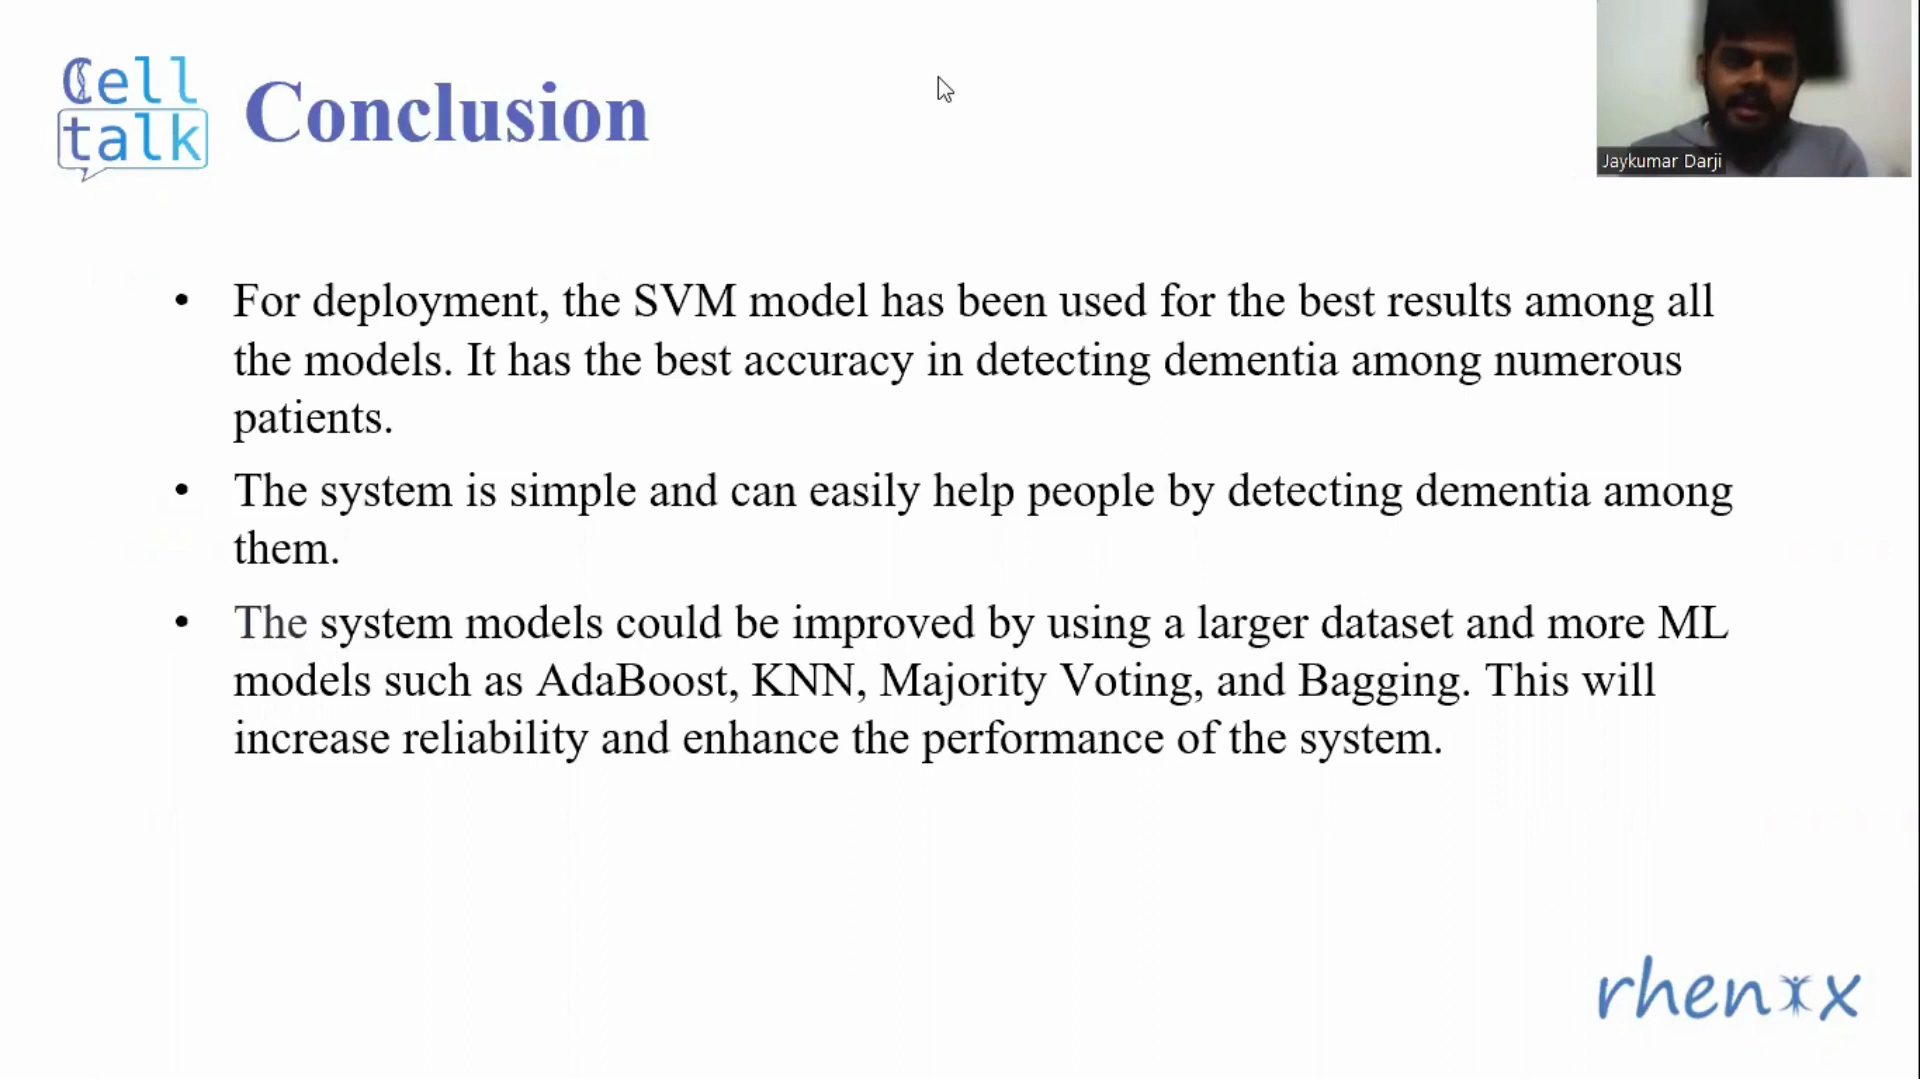 Cell
talk
Conclusion
Jaykumar Darji
• For deployment, the SVM model has been used for the best results among all
the models. It has the best accuracy in detecting dementia among numerous
patients.
• The system is simple and can easily help people by detecting dementia among
them.
• The system models could be improved by using a larger dataset and more ML
models such as AdaBoost, KNN, Majority Voting, and Bagging. This will
increase reliability and enhance the performance of the system.
rhenix